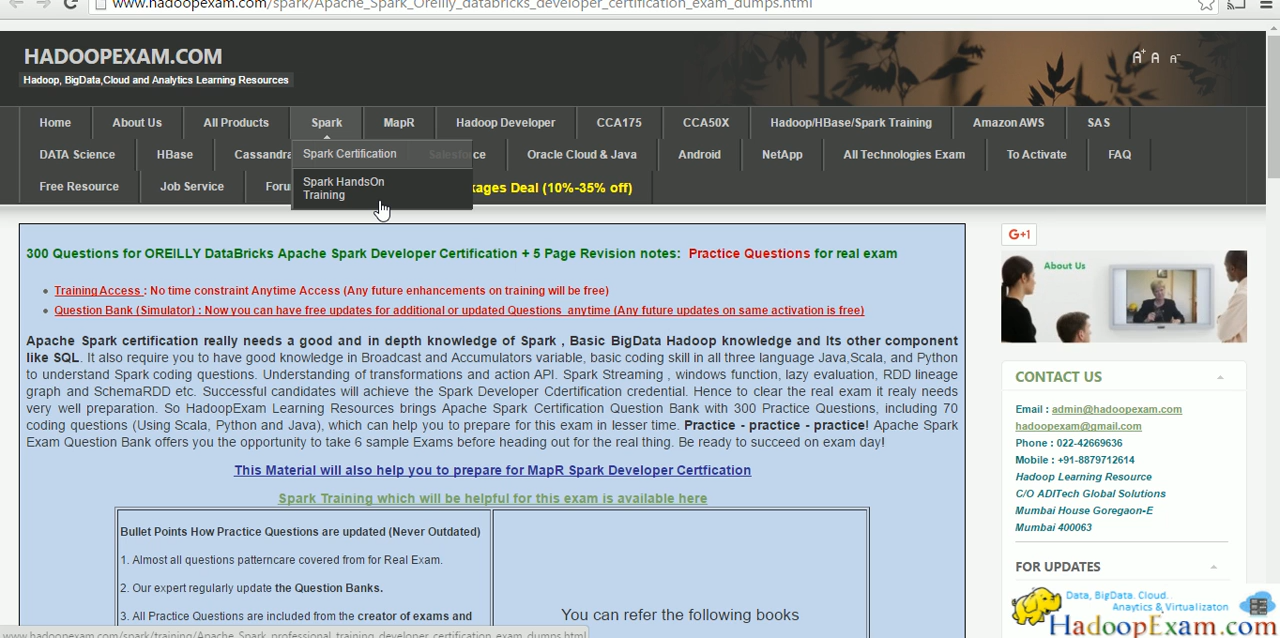 www.hadoopexam.com/spark/Apache_Spark_Oreilly_databricks_developer_certification_exam_dumps.html
HADOOPEXAM.COM
Hadoop, BigData,Cloud and Analytics Learning Resources
A+ A A-
Home About Us All Products Spark MapR Hadoop Developer CCA175 CCA50X Hadoop/HBase/Spark Training Amazon AWS SAS
DATA Science HBase Cassandra Spark Certification Salesforce Oracle Cloud & Java Android NetApp All Technologies Exam To Activate FAQ
Spark HandsOn
Training
Free Resource Job Service Foru kages Deal (10%-35% off)
300 Questions for OREILLY DataBricks Apache Spark Developer Certification + 5 Page Revision notes: Practice Questions for real exam
Training Access : No time constraint Anytime Access (Any future enhancements on training will be free)
Question Bank (Simulator) : Now you can have free updates for additional or updated Questions anytime (Any future updates on same activation is free)
Apache Spark certification really needs a good and in depth knowledge of Spark , Basic BigData Hadoop knowledge and Its other component
like SQL. It also require you to have good knowledge in Broadcast and Accumulators variable, basic coding skill in all three language Java,Scala, and Python
to understand Spark coding questions. Understanding of transformations and action API. Spark Streaming , windows function, lazy evaluation, RDD lineage
graph and SchemaRDD etc. Successful candidates will achieve the Spark Developer Cdertification credential. Hence to clear the real exam it realy needs
very well preparation. So HadoopExam Learning Resources brings Apache Spark Certification Question Bank with 300 Practice Questions, including 70
coding questions (Using Scala, Python and Java), which can help you to prepare for this exam in lesser time. Practice - practice - practice! Apache Spark
Exam Question Bank offers you the opportunity to take 6 sample Exams before heading out for the real thing. Be ready to succeed on exam day!
This Material will also help you to prepare for MapR Spark Developer Certfication
Spark Training which will be helpful for this exam is available here
Bullet Points How Practice Questions are updated (Never Outdated)
1. Almost all questions patterncare covered from for Real Exam.
2. Our expert regularly update the Question Banks.
3. All Practice Questions are included from the creator of exams and
You can refer the following books
G+1
About Us
CONTACT US
Email : admin@hadoopexam.com
hadoopexam@gmail.com
Phone : 022-42669636
Mobile : +91-8879712614
Hadoop Learning Resource
C/O ADITech Global Solutions
Mumbai House Goregaon-E
Mumbai 400063
FOR UPDATES
Data, BigData, Cloud,
Anaytics & Virtualizaton
HadoopExam.com
www.hadoopexam.com/spark/training/Apache_Spark_professional_training_developer_certification_exam_dumps.html